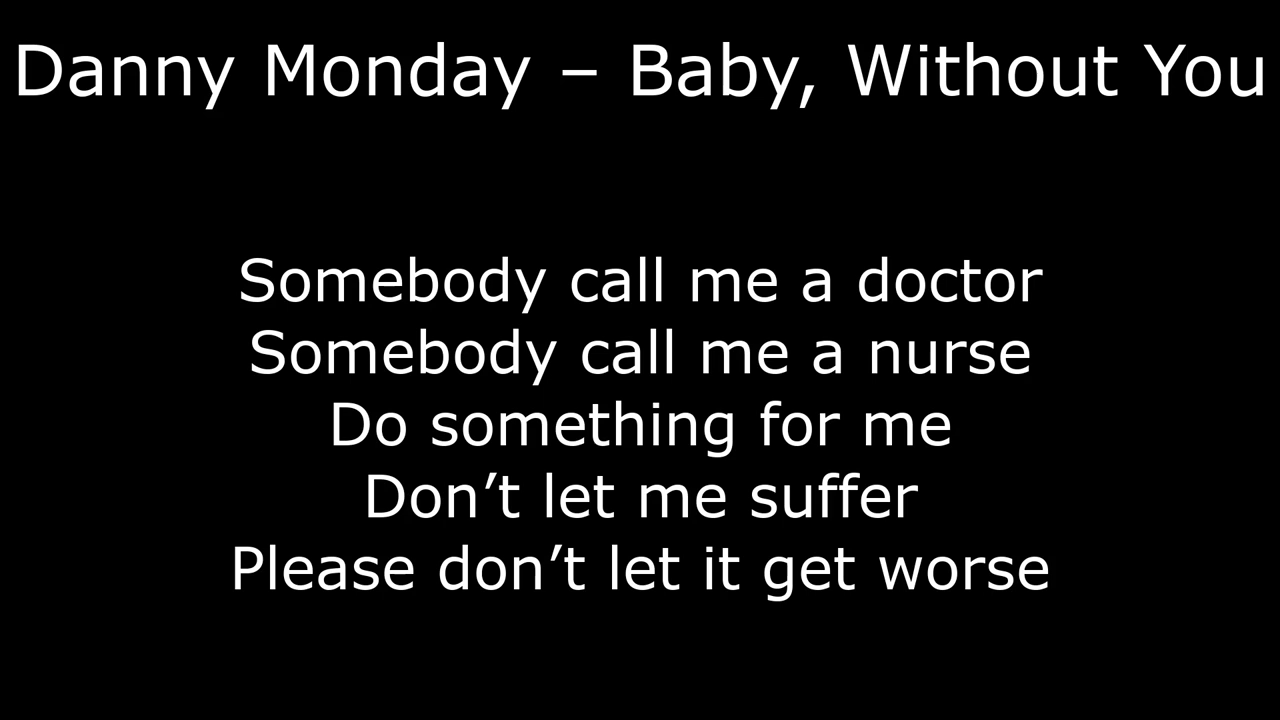 Danny Monday – Baby, Without You
Somebody call me a doctor
Somebody call me a nurse
Do something for me
Don’t let me suffer
Please don’t let it get worse